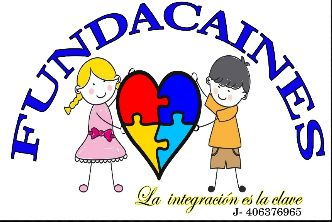 FUNDACAINES
La integración es la clave
J- 406376965